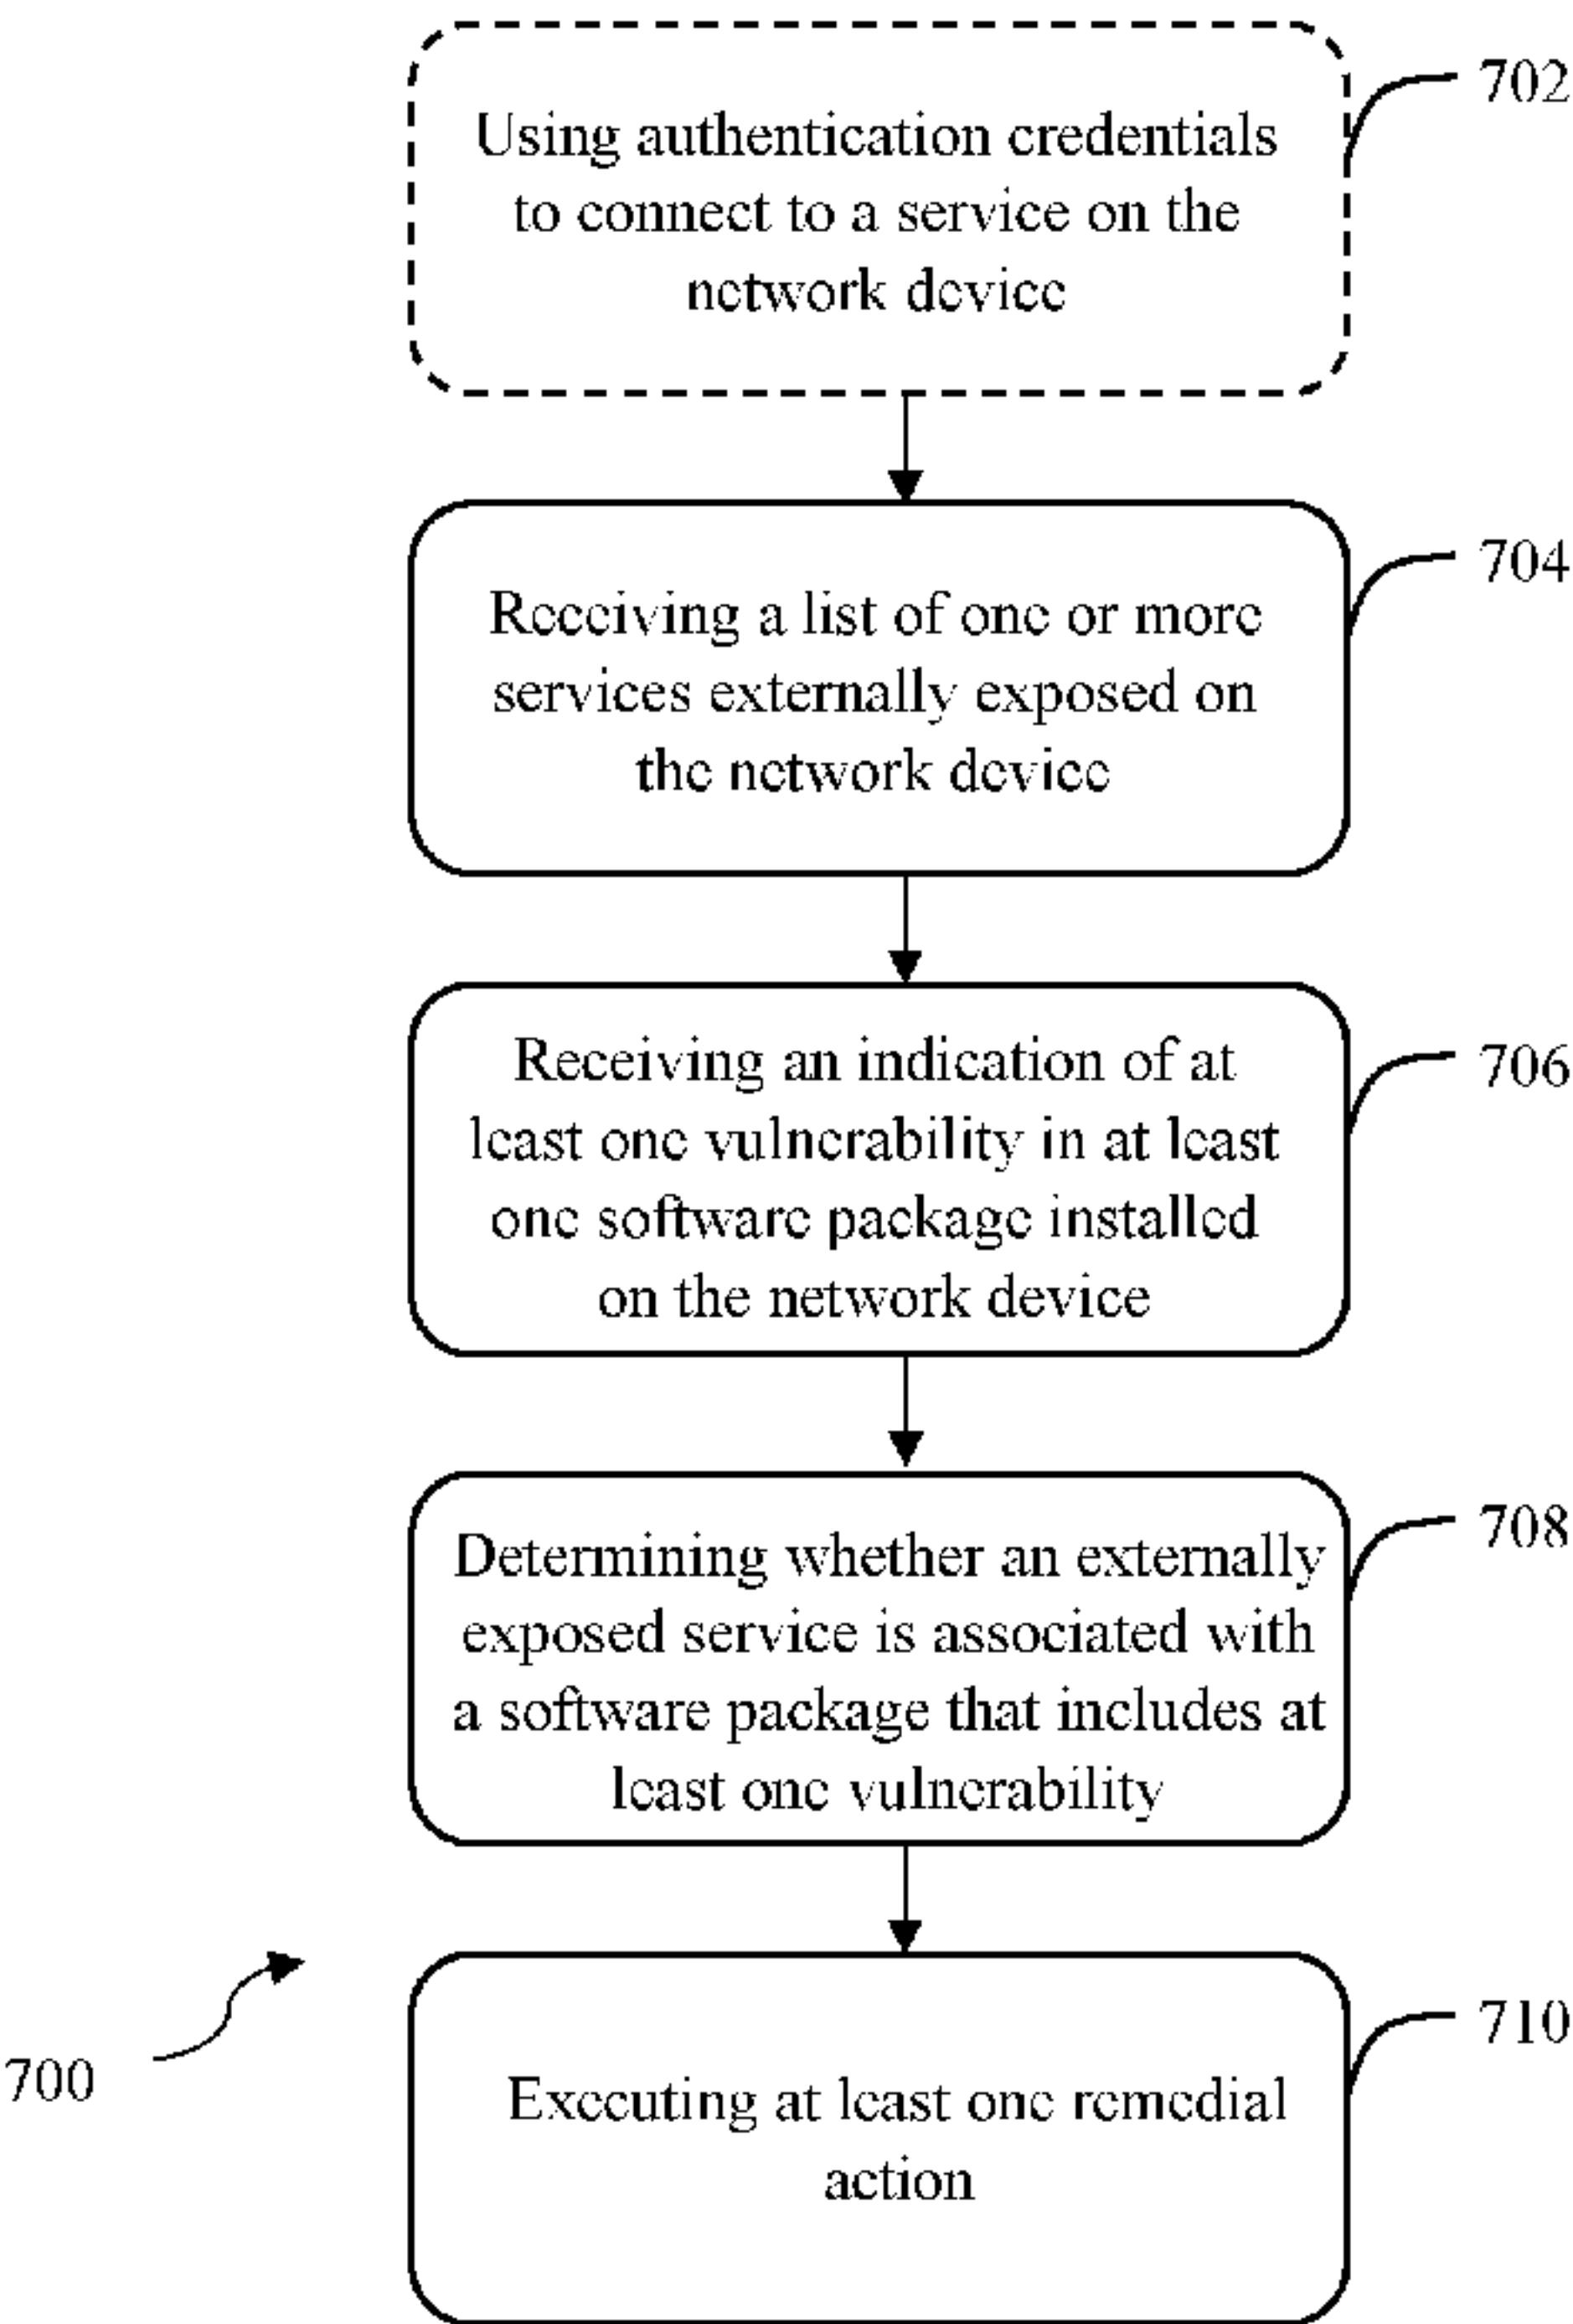 Using authentication credentials
to connect to a service on the
network device
702
Receiving a list of one or more
services externally exposed on
the network device
704
Receiving an indication of at
least one vulnerability in at least
one software package installed
on the network device
706
Determining whether an externally
exposed service is associated with
a software package that includes at
least one vulnerability
708
Executing at least one remedial
action
710
700